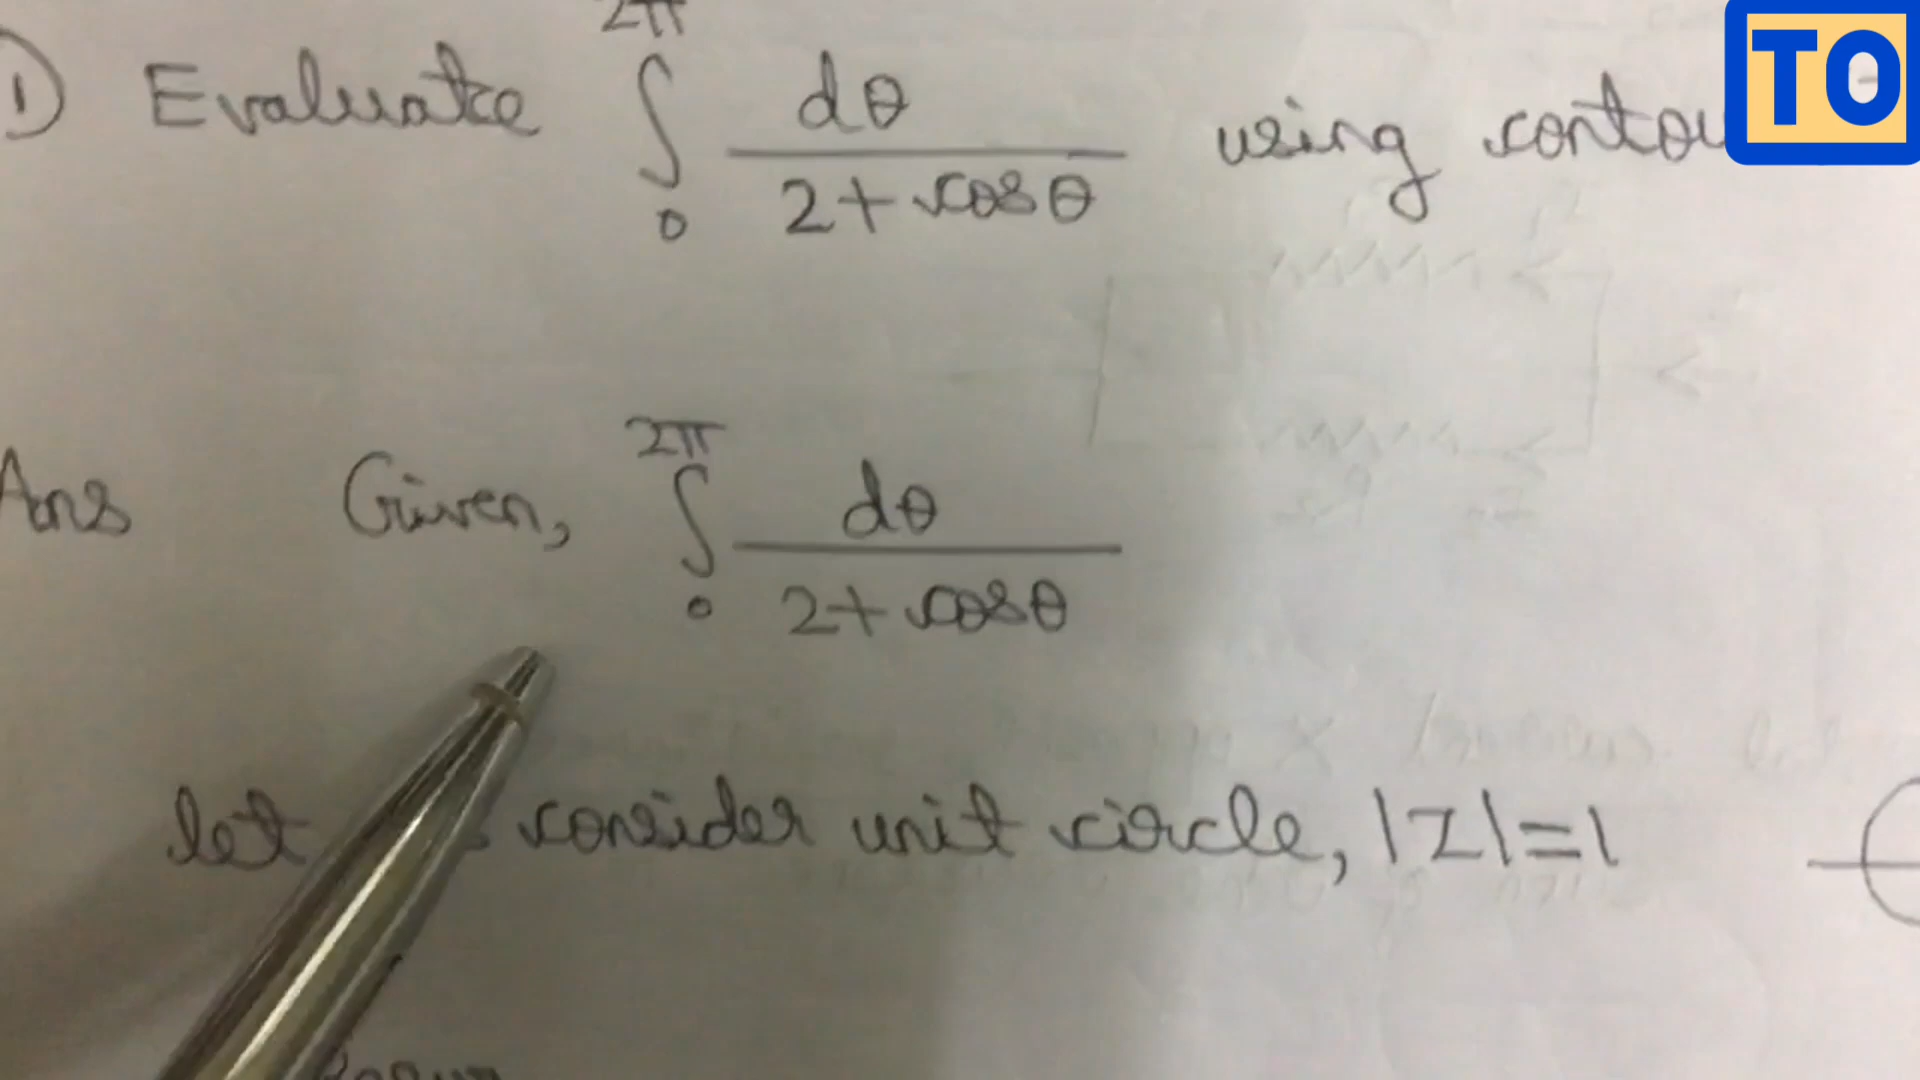 1) Evaluate ∫₀^2π dθ / 2+cosθ using contou
TO
Ans Given, ∫₀^2π dθ / 2+cosθ
let consider unit circle, |z|=1